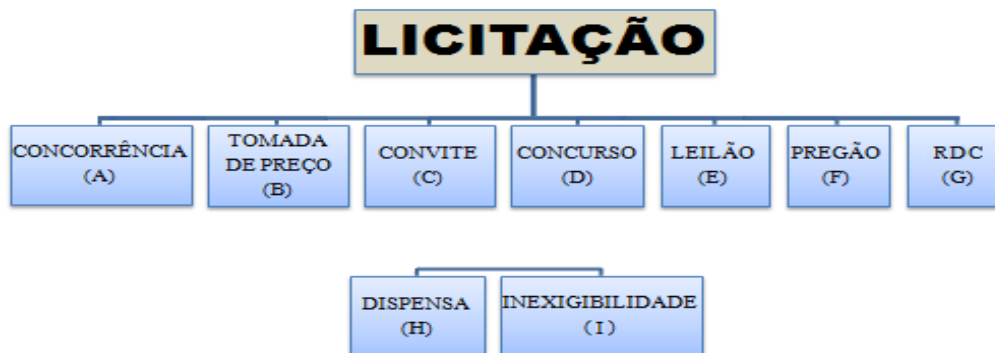 LICITAÇÃO
CONCORRÊNCIA
(A)
TOMADA
DE PREÇO
(B)
CONVITE
(C)
CONCURSO
(D)
LEILÃO
(E)
PREGÃO
(F)
RDC
(G)
DISPENSA
(H)
INEXIGIBILIDADE
( I )